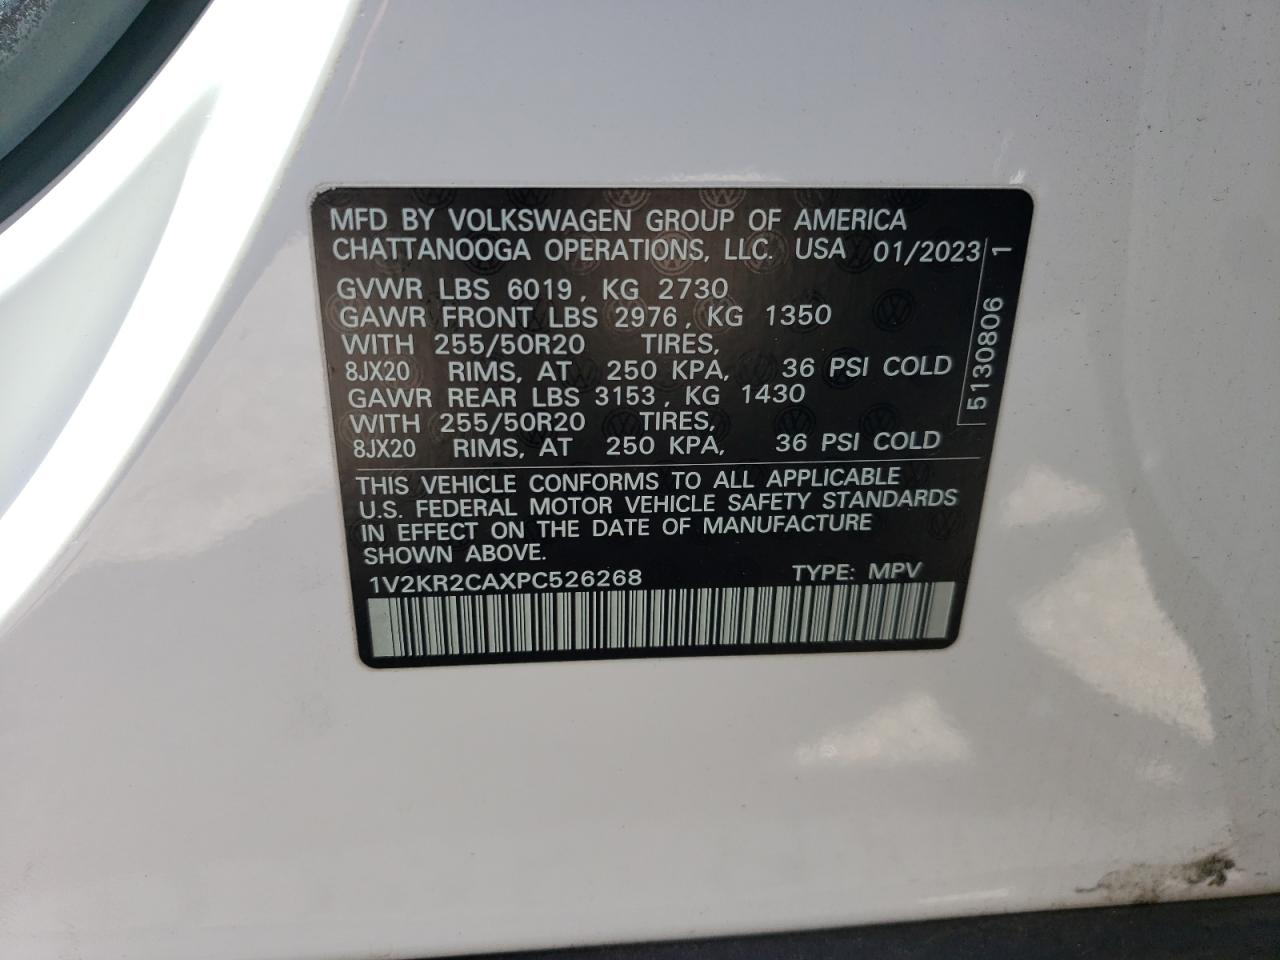 MFD BY VOLKSWAGEN GROUP OF AMERICA
CHATTANOOGA OPERATIONS, LLC. USA 01/2023
GVWR LBS 6019, KG 2730
GAWR FRONT LBS 2976, KG 1350
WITH 255/50R20 TIRES,
8JX20 RIMS, AT 250 KPA, 36 PSI COLD
GAWR REAR LBS 3153, KG 1430
WITH 255/50R20 TIRES,
8JX20 RIMS, AT 250 KPA, 36 PSI COLD
5130806 1
THIS VEHICLE CONFORMS TO ALL APPLICABLE
U.S. FEDERAL MOTOR VEHICLE SAFETY STANDARDS
IN EFFECT ON THE DATE OF MANUFACTURE
SHOWN ABOVE.
1V2KR2CAXPC526268 TYPE: MPV